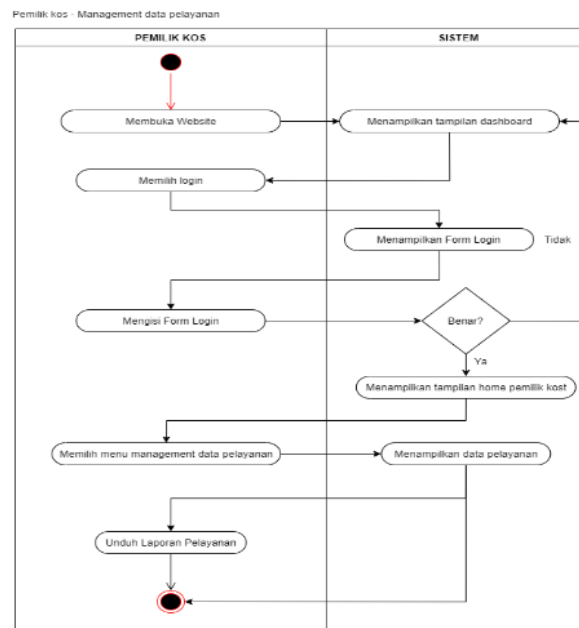 Pemilik kos - Management data pelayanan
PEMILIK KOS
SISTEM
Membuka Website
Menampilkan tampilan dashboard
Memilih login
Menampilkan Form Login
Tidak
Mengisi Form Login
Benar?
Ya
Menampilkan tampilan home pemilik kost
Memilih menu management data pelayanan
Menampilkan data pelayanan
Unduh Laporan Pelayanan